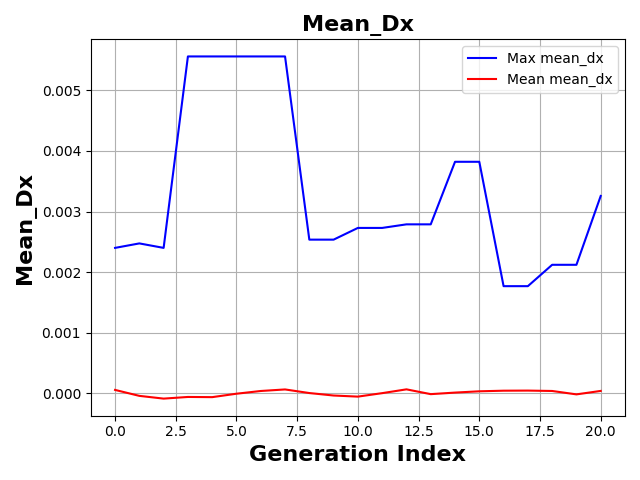 Mean_Dx
Max mean_dx
Mean mean_dx
0.005
0.004
0.003
0.002
0.001
0.000
Mean_Dx
0.0 2.5 5.0 7.5 10.0 12.5 15.0 17.5 20.0
Generation Index